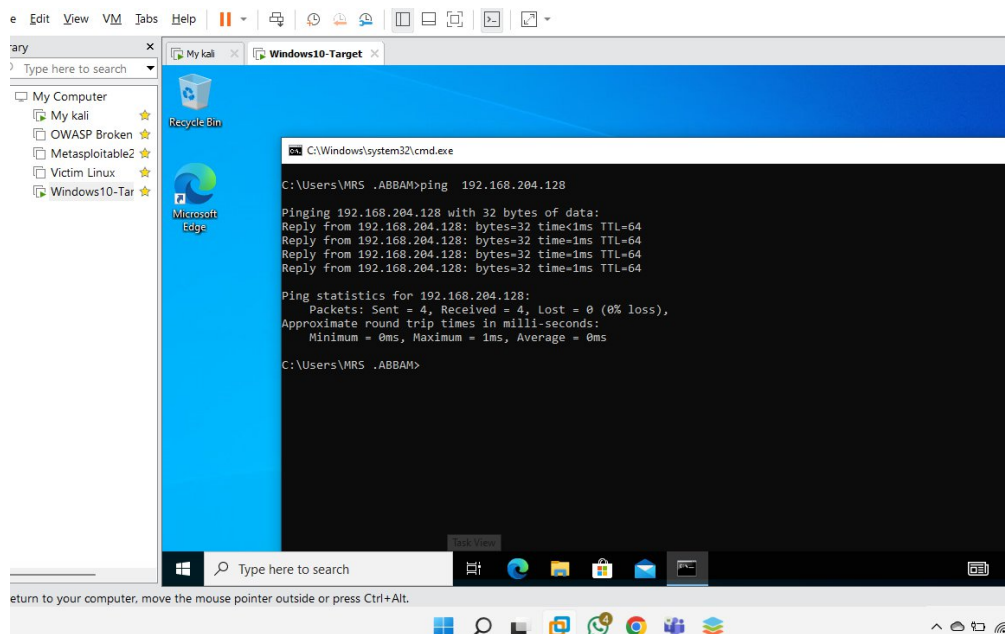 e Edit View VM Tabs Help
rary
Type here to search
My Computer
My kali
OWASP Broken
Metasploitable2
Victim Linux
Windows10-Tar
My kali
Windows10-Target
Recycle Bin
Microsoft
Edge
C:\Windows\system32\cmd.exe
C:\Users\MRS .ABBAM>ping  192.168.204.128
Pinging 192.168.204.128 with 32 bytes of data:
Reply from 192.168.204.128: bytes=32 time<1ms TTL=64
Reply from 192.168.204.128: bytes=32 time=1ms TTL=64
Reply from 192.168.204.128: bytes=32 time=1ms TTL=64
Reply from 192.168.204.128: bytes=32 time=1ms TTL=64
Ping statistics for 192.168.204.128:
Packets: Sent = 4, Received = 4, Lost = 0 (0% loss),
Approximate round trip times in milli-seconds:
Minimum = 0ms, Maximum = 1ms, Average = 0ms
C:\Users\MRS .ABBAM>
Task View
Type here to search
eturn to your computer, move the mouse pointer outside or press Ctrl+Alt.
4